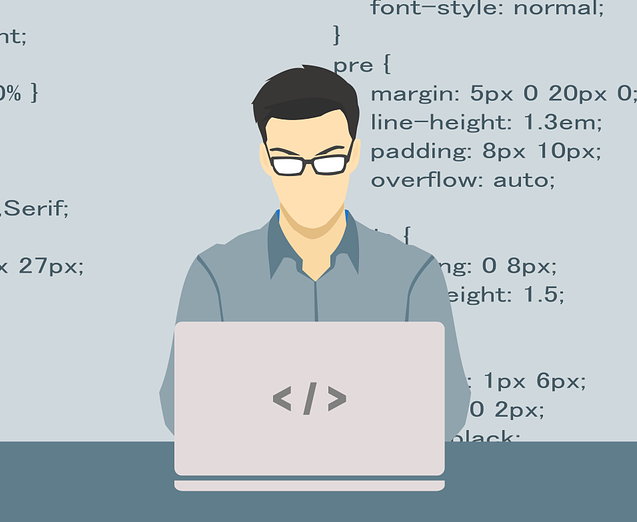 font-style: normal;
nt;
}
pre {
0% }
margin: 5px 0 20px 0;
line-height: 1.3em;
padding: 8px 10px;
overflow: auto;
,Serif;
{
x 27px;
ng: 0 8px;
eight: 1.5;
: 1px 6px;
0 2px;
black;
</>